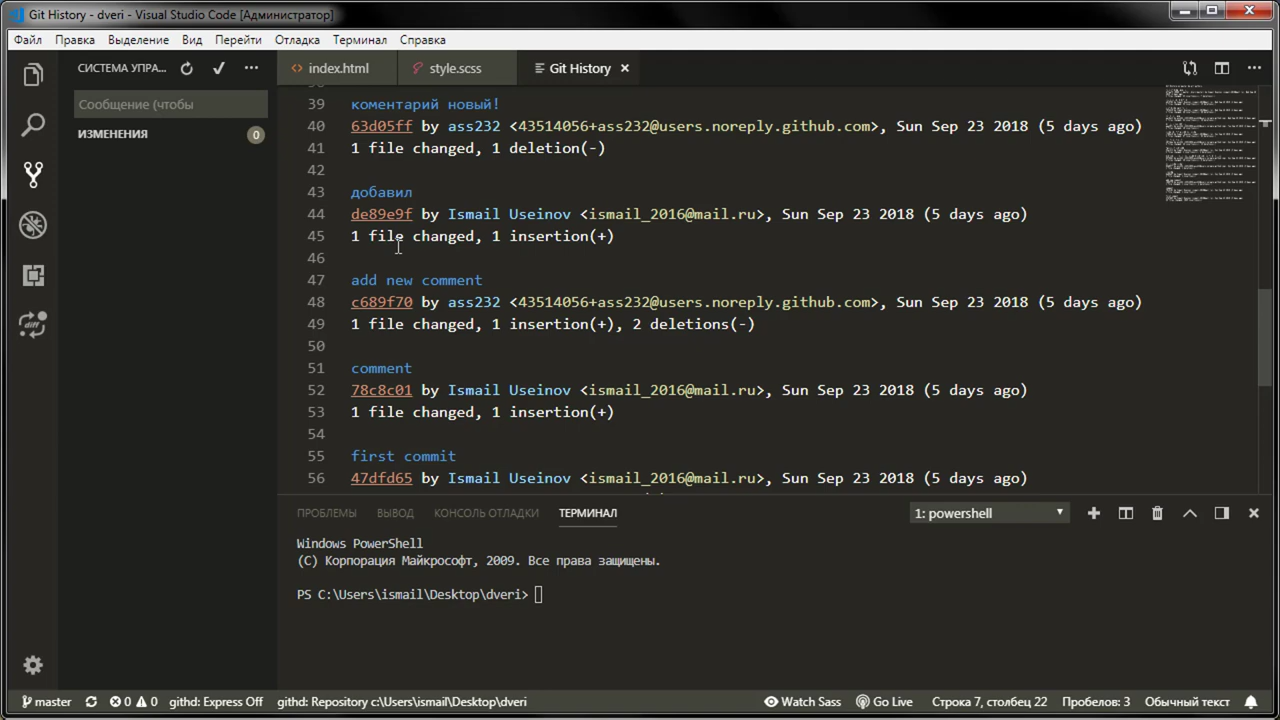 Git History - dveri - Visual Studio Code [Администратор]
Файл Правка Выделение Вид Перейти Отладка Терминал Справка
СИСТЕМА УПРА...
index.html
style.scss
Git History
Сообщение (чтобы
ИЗМЕНЕНИЯ 0
39 коментарий новый!
40 63d05ff by ass232 <43514056+ass232@users.noreply.github.com>, Sun Sep 23 2018 (5 days ago)
41 1 file changed, 1 deletion(-)
42
43 добавил
44 de89e9f by Ismail Useinov <ismail_2016@mail.ru>, Sun Sep 23 2018 (5 days ago)
45 1 file changed, 1 insertion(+)
46
47 add new comment
48 c689f70 by ass232 <43514056+ass232@users.noreply.github.com>, Sun Sep 23 2018 (5 days ago)
49 1 file changed, 1 insertion(+), 2 deletions(-)
50
51 comment
52 78c8c01 by Ismail Useinov <ismail_2016@mail.ru>, Sun Sep 23 2018 (5 days ago)
53 1 file changed, 1 insertion(+)
54
55 first commit
56 47dfd65 by Ismail Useinov <ismail_2016@mail.ru>, Sun Sep 23 2018 (5 days ago)
ПРОБЛЕМЫ ВЫВОД КОНСОЛЬ ОТЛАДКИ ТЕРМИНАЛ 1: powershell
Windows PowerShell
(C) Корпорация Майкрософт, 2009. Все права защищены.
PS C:\Users\ismail\Desktop\dveri>
master 0 0 githd: Express Off githd: Repository c:\Users\ismail\Desktop\dveri Watch Sass Go Live Строка 7, столбец 22 Пробелов: 3 Обычный текст